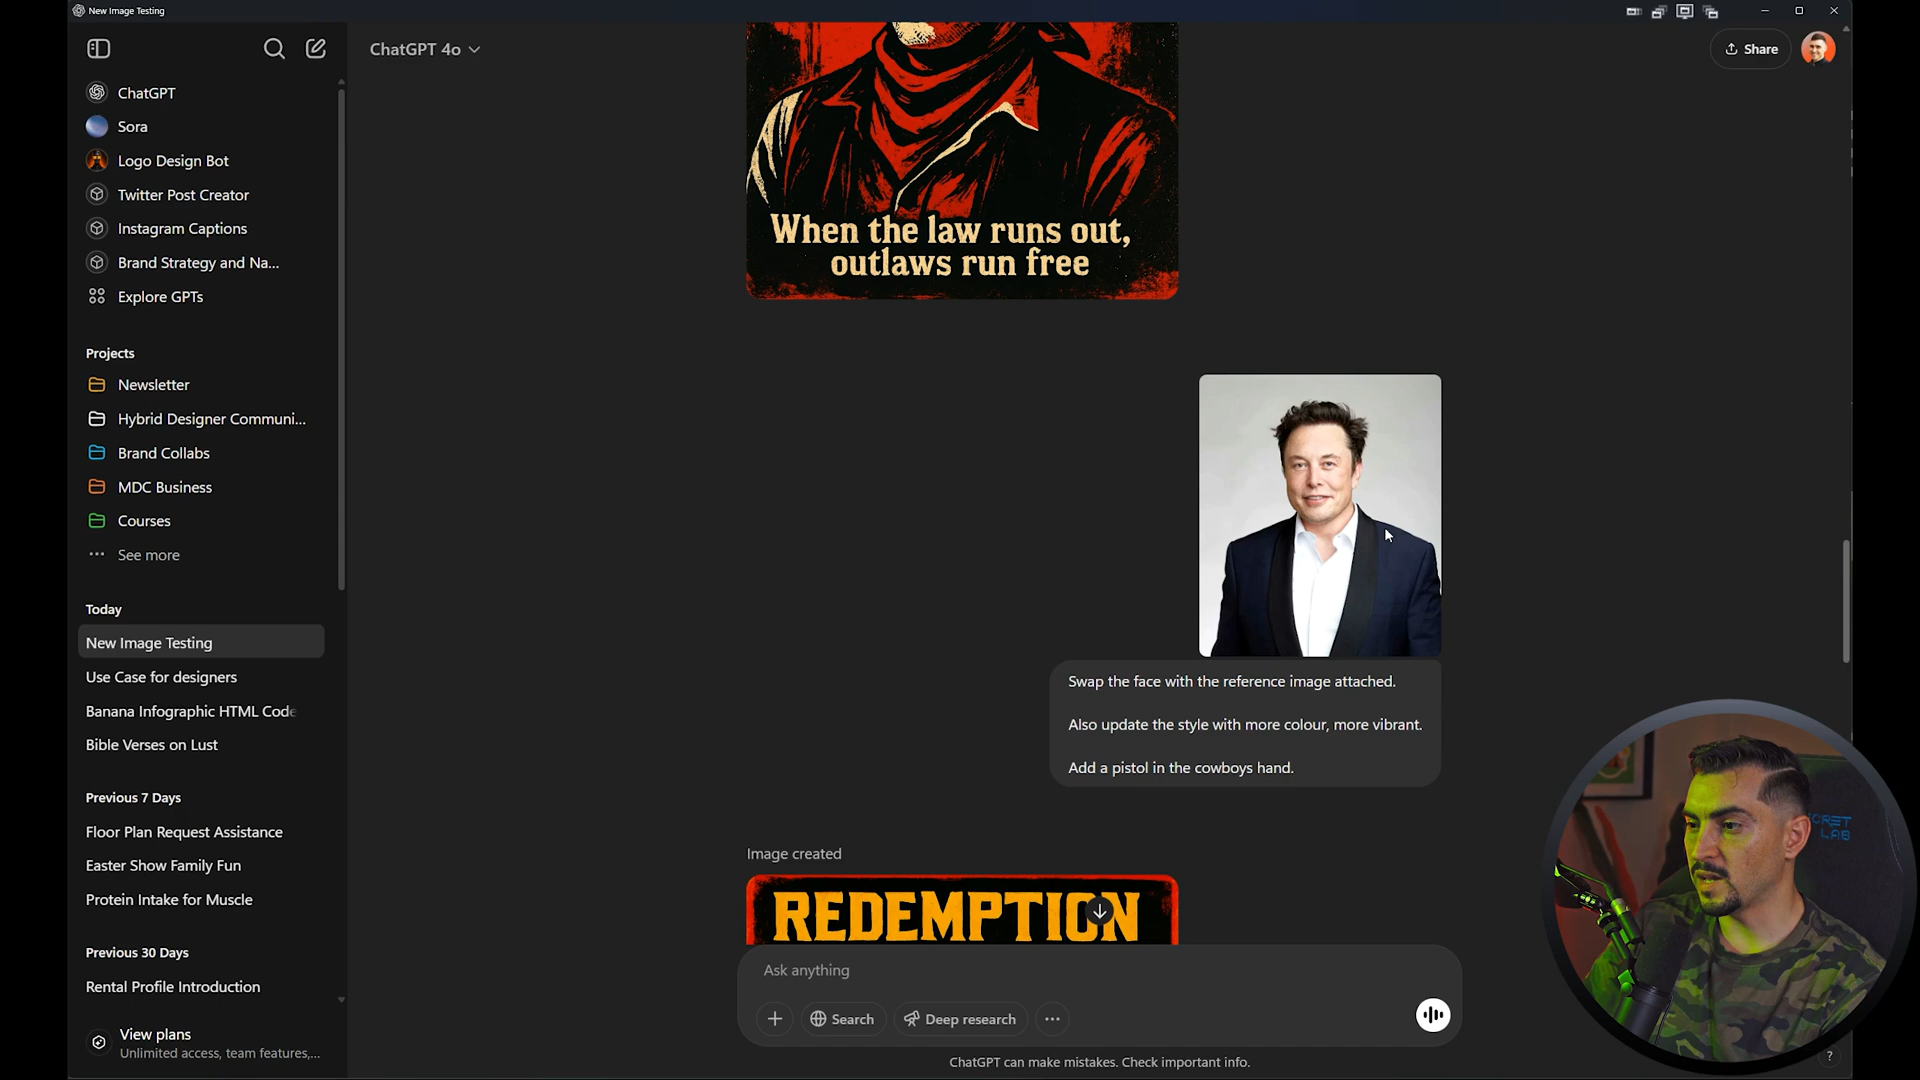 New Image Testing
ChatGPT 4o
Share
ChatGPT
Sora
Logo Design Bot
Twitter Post Creator
Instagram Captions
Brand Strategy and Na...
Explore GPTs
Projects
Newsletter
Hybrid Designer Communi...
Brand Collabs
MDC Business
Courses
See more
Today
New Image Testing
Use Case for designers
Banana Infographic HTML Code
Bible Verses on Lust
Previous 7 Days
Floor Plan Request Assistance
Easter Show Family Fun
Protein Intake for Muscle
Previous 30 Days
Rental Profile Introduction
View plans
Unlimited access, team features,...
When the law runs out,
outlaws run free
Swap the face with the reference image attached.
Also update the style with more colour, more vibrant.
Add a pistol in the cowboys hand.
Image created
REDEMPTION
Ask anything
Search
Deep research
ChatGPT can make mistakes. Check important info.
?
LAB